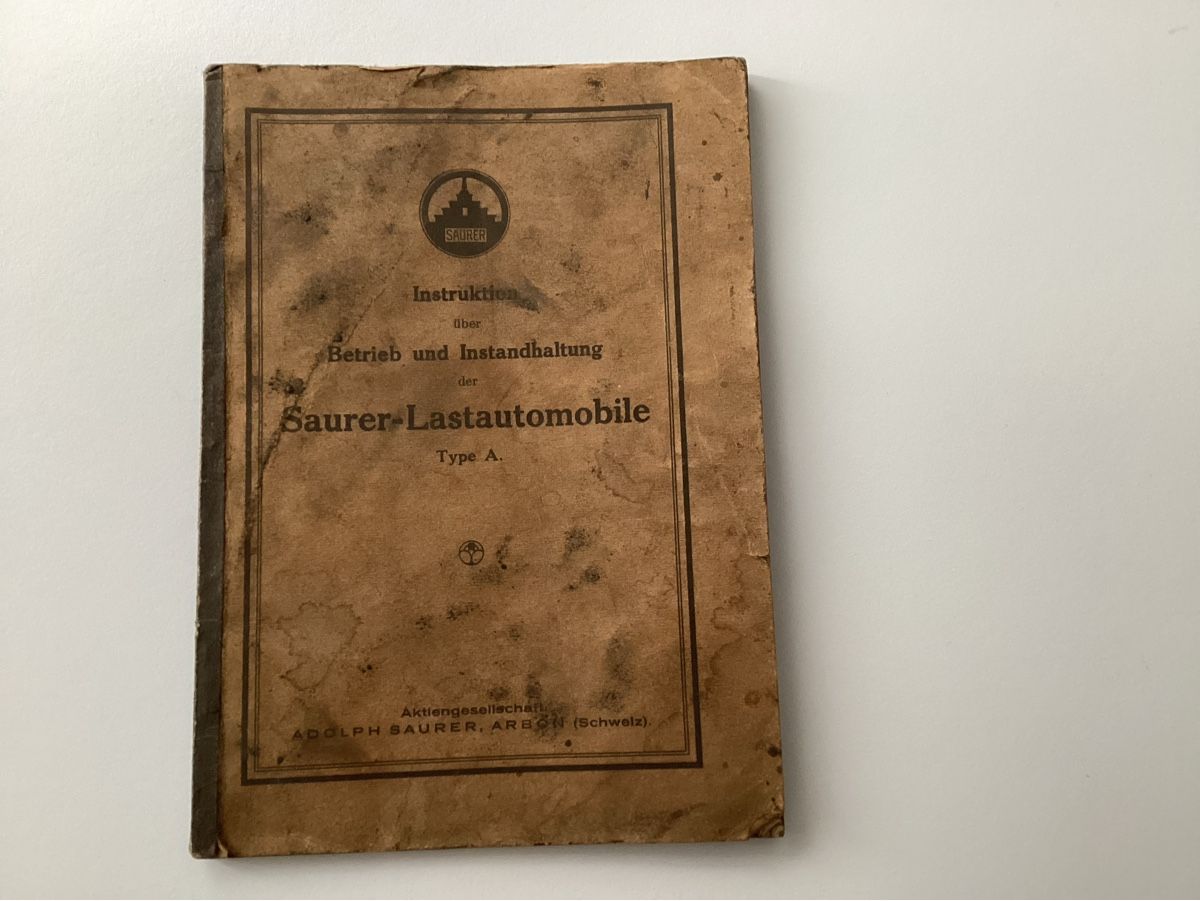 SAURER
Instruktion
über
Betrieb und Instandhaltung
der
Saurer-Lastautomobile
Type A.
Aktiengesellschaft
ADOLPH SAURER, ARBON (Schweiz).